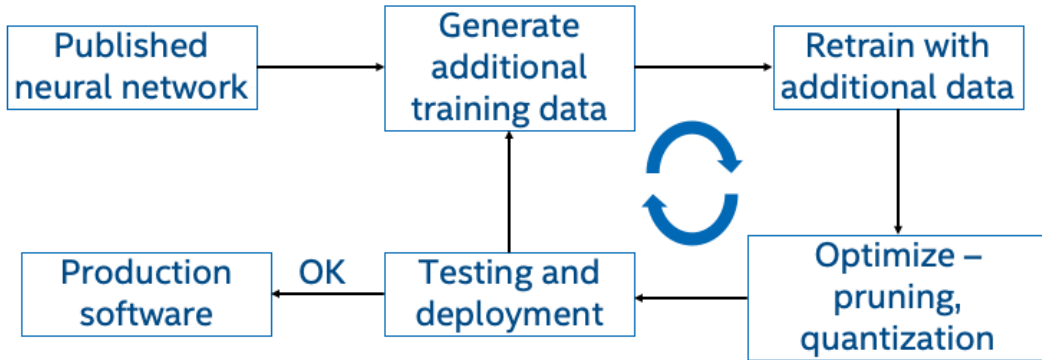 Published
neural network
Generate
additional
training data
Retrain with
additional data
Optimize –
pruning,
quantization
Testing and
deployment
OK
Production
software